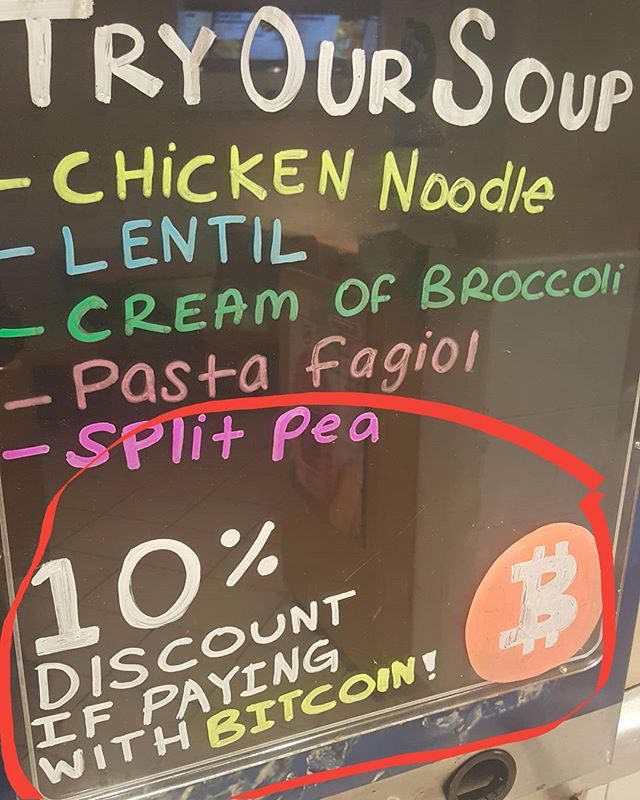 TRY OUR SOUP
- CHiCKEN Noodle
- LENTIL
- CREAM OF BROCCOLi
- Pasta fagiol
- Split Pea
10%
DISCOUNT
IF PAYING
WITH BITCOIN!
₿